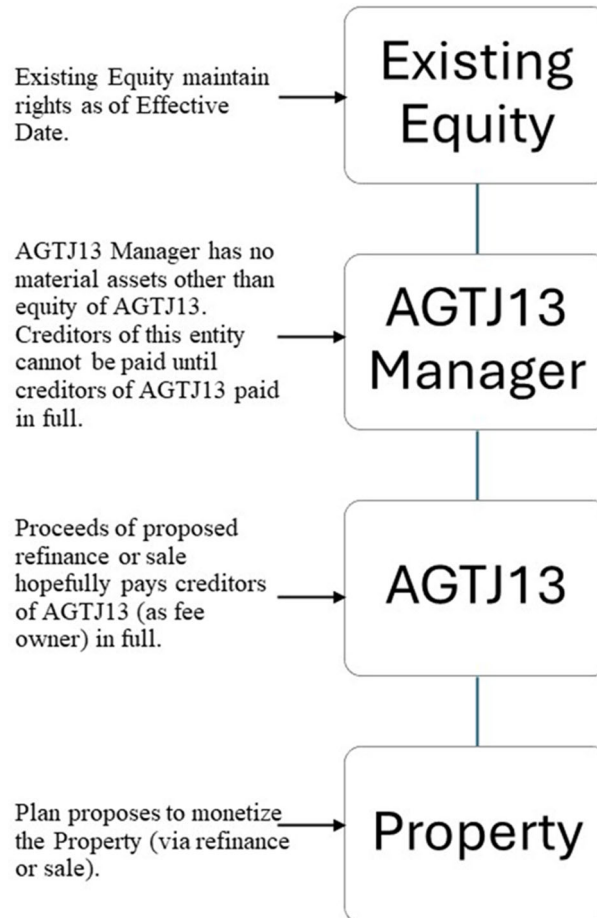 Existing Equity maintain
rights as of Effective
Date.
Existing
Equity
AGTJ13 Manager has no
material assets other than
equity of AGTJ13.
Creditors of this entity
cannot be paid until
creditors of AGTJ13 paid
in full.
AGTJ13
Manager
Proceeds of proposed
refinance or sale
hopefully pays creditors
of AGTJ13 (as fee
owner) in full.
AGTJ13
Plan proposes to monetize
the Property (via refinance
or sale).
Property